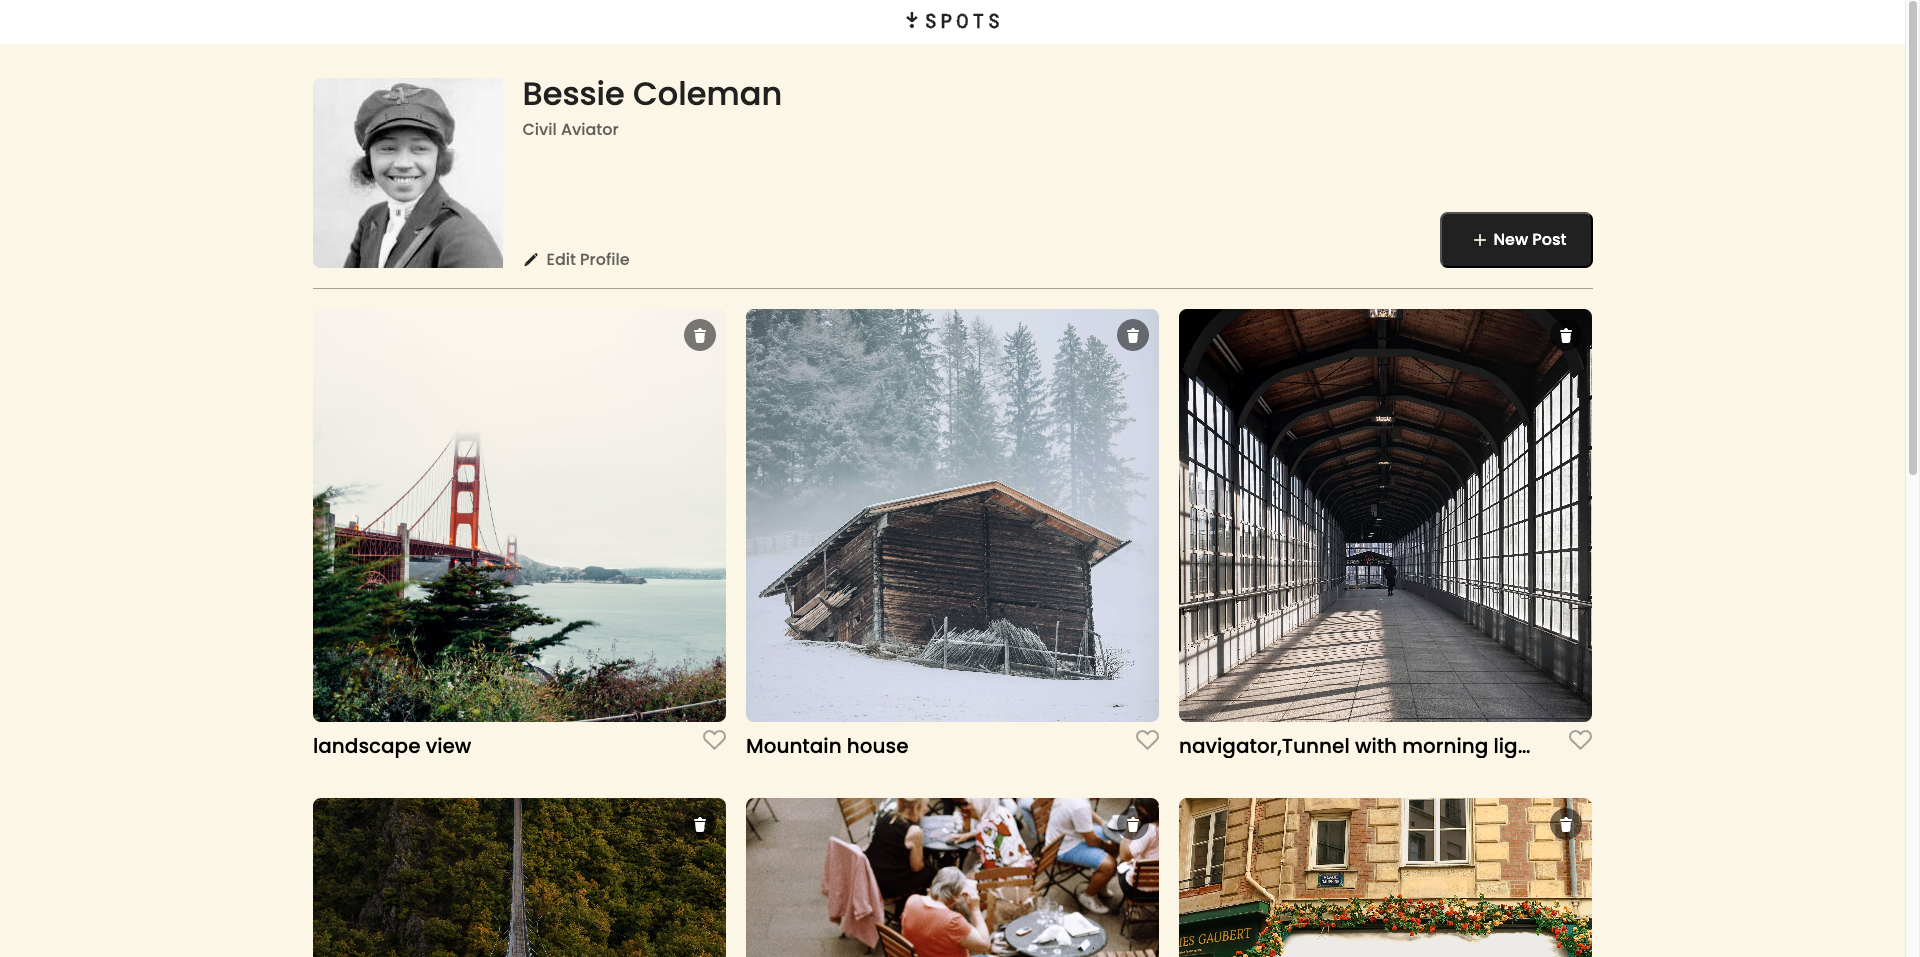 SPOTS
Bessie Coleman
Civil Aviator
Edit Profile
+ New Post
landscape view
Mountain house
navigator,Tunnel with morning lig...
IES GAUBERT